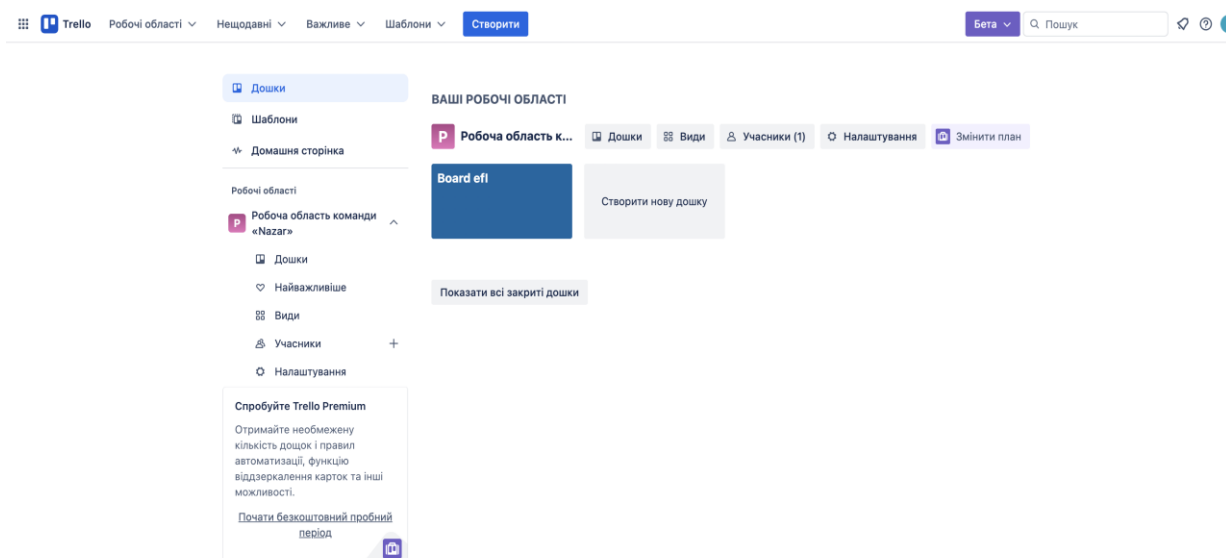 Trello Робочі області Нещодавні Важливе Шаблони Створити Бета Пошук
Дошки
Шаблони
Домашня сторінка
Робочі області
Р Робоча область команди
«Nazar»
Дошки
Найважливіше
Види
Учасники
Налаштування
Спробуйте Trello Premium
Отримайте необмежену
кількість дощок і правил
автоматизації, функцію
віддзеркалення карток та інші
можливості.
Почати безкоштовний пробний
період
ВАШІ РОБОЧІ ОБЛАСТІ
Р Робоча область к... Дошки Види Учасники (1) Налаштування Змінити план
Board efl
Створити нову дошку
Показати всі закриті дошки